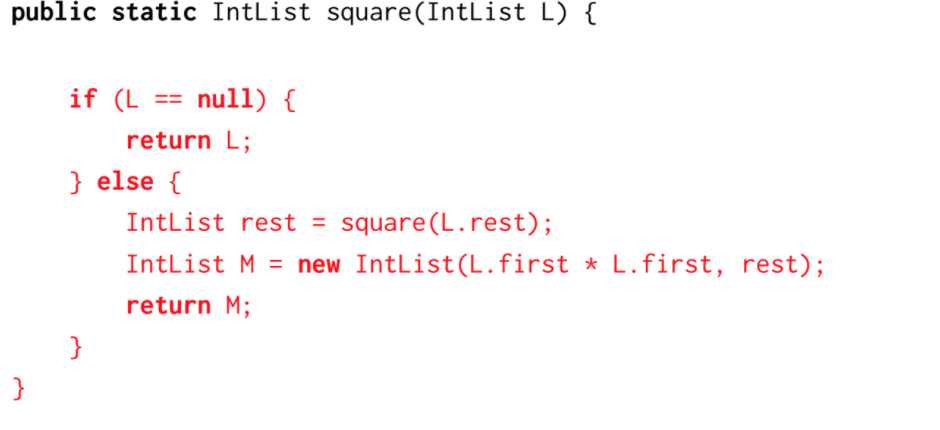 public static IntList square(IntList L) {
    if (L == null) {
        return L;
    } else {
        IntList rest = square(L.rest);
        IntList M = new IntList(L.first * L.first, rest);
        return M;
    }
}